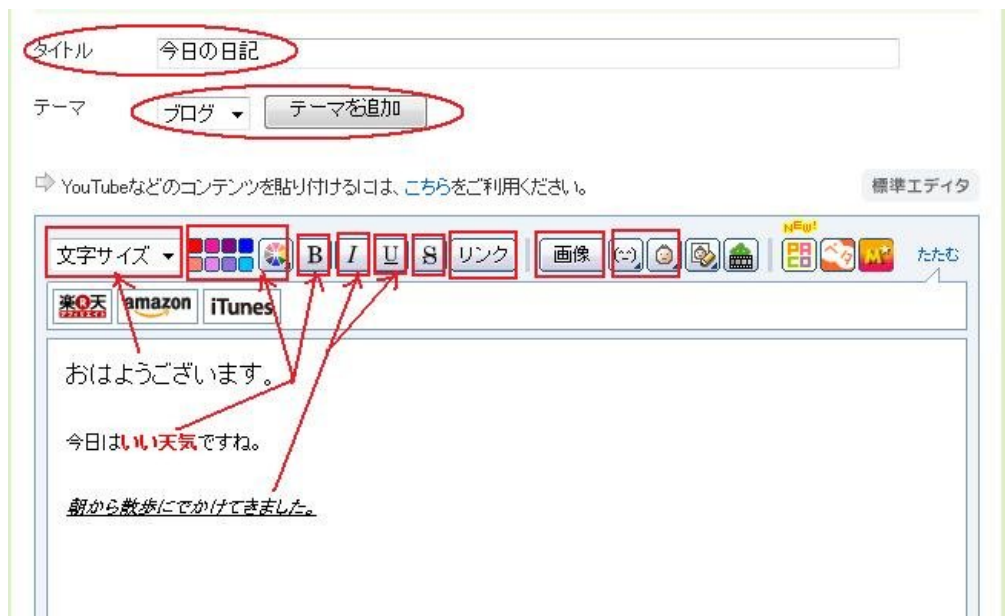 タイトル 今日の日記
テーマ ブログ テーマを追加
YouTubeなどのコンテンツを貼り付けるには、こちらをご利用ください。 標準エディタ
NEW!
文字サイズ B I U S リンク 画像 ペタ たたむ
楽天 amazon iTunes
おはようございます。
今日はいい天気ですね。
朝から散歩にでかけてきました。